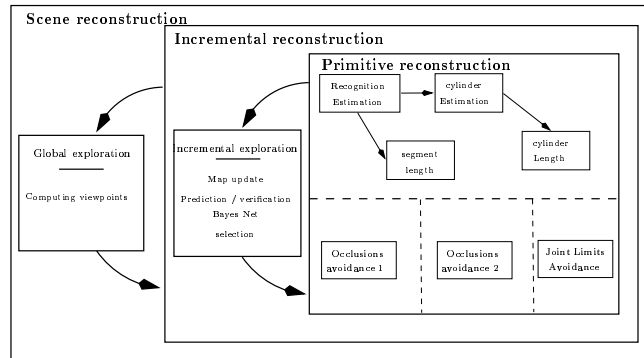 Scene reconstruction
Incremental reconstruction
Primitive reconstruction
Recognition
Estimation
cylinder
Estimation
segment
length
cylinder
Length
Global exploration
Computing viewpoints
Incremental exploration
Map update
Prediction / verification
Bayes Net
selection
Occlusions
avoidance 1
Occlusions
avoidance 2
Joint Limits
Avoidance